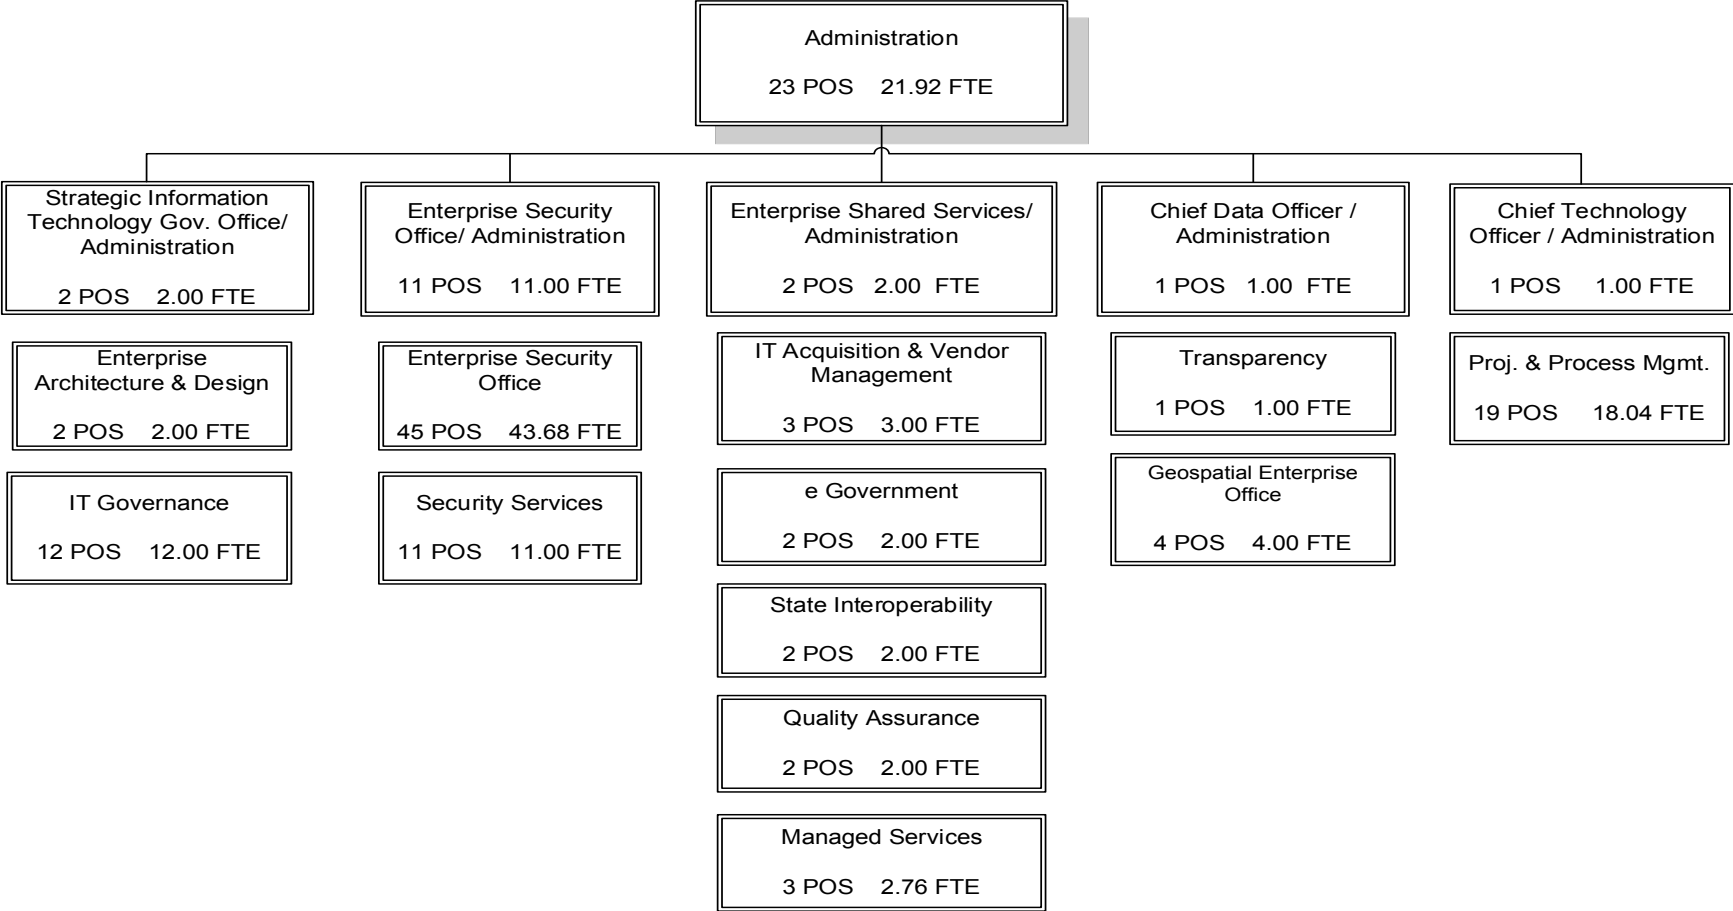 Administration
23 POS 21.92 FTE
Strategic Information
Technology Gov. Office/
Administration
2 POS 2.00 FTE
Enterprise
Architecture & Design
2 POS 2.00 FTE
IT Governance
12 POS 12.00 FTE
Enterprise Security
Office/ Administration
11 POS 11.00 FTE
Enterprise Security
Office
45 POS 43.68 FTE
Security Services
11 POS 11.00 FTE
Enterprise Shared Services/
Administration
2 POS 2.00 FTE
IT Acquisition & Vendor
Management
3 POS 3.00 FTE
e Government
2 POS 2.00 FTE
State Interoperability
2 POS 2.00 FTE
Quality Assurance
2 POS 2.00 FTE
Managed Services
3 POS 2.76 FTE
Chief Data Officer /
Administration
1 POS 1.00 FTE
Transparency
1 POS 1.00 FTE
Geospatial Enterprise
Office
4 POS 4.00 FTE
Chief Technology
Officer / Administration
1 POS 1.00 FTE
Proj. & Process Mgmt.
19 POS 18.04 FTE